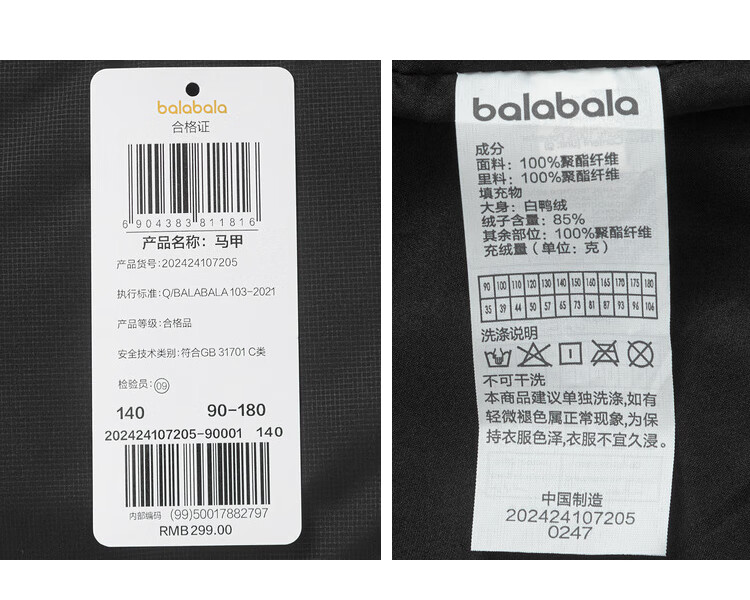 balabala
合格证
6 904383 811816
产品名称：马甲
产品货号:202424107205
执行标准:Q/BALABALA 103-2021
产品等级:合格品
安全技术类别:符合GB 31701 C类
检验员:09
140 90-180
202424107205-90001 140
内部编码 (99)50017882797
RMB299.00
balabala
成分
面料：100%聚酯纤维
里料：100%聚酯纤维
填充物
大身：白鸭绒
绒子含量：85%
其余部位：100%聚酯纤维
充绒量（单位：克）
90 100 110 120 130 140 150 160 165 170 175 180
35 39 44 50 57 65 73 81 87 93 96 106
洗涤说明
不可干洗
本商品建议单独洗涤,如有
轻微褪色属正常现象,为保
持衣服色泽,衣服不宜久浸。
中国制造
202424107205
0247